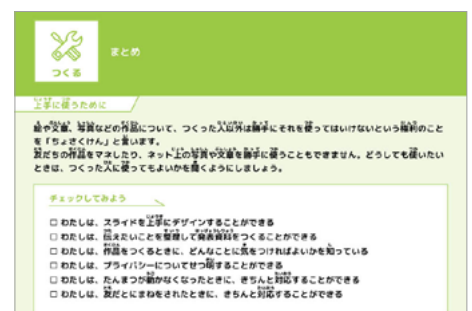 つくる
まとめ
上手に使うために
絵や文章、写真などの作品について、つくった人以外は勝手にそれを使ってはいけないという権利のこと
を「ちょさくけん」と言います。
友だちの作品をマネしたり、ネット上の写真や文章を勝手に使うこともできません。どうしても使いたい
ときは、つくった人に使ってもよいかを聞くようにしましょう。
チェックしてみよう
□ わたしは、スライドを上手にデザインすることができる
□ わたしは、伝えたいことを整理して発表資料をつくることができる
□ わたしは、作品をつくるときに、どんなことに気をつければよいかを知っている
□ わたしは、プライバシーについてせつ明することができる
□ わたしは、たんまつが動かなくなったときに、きちんと対応することができる
□ わたしは、友だちにまねをされたときに、きちんと対応することができる